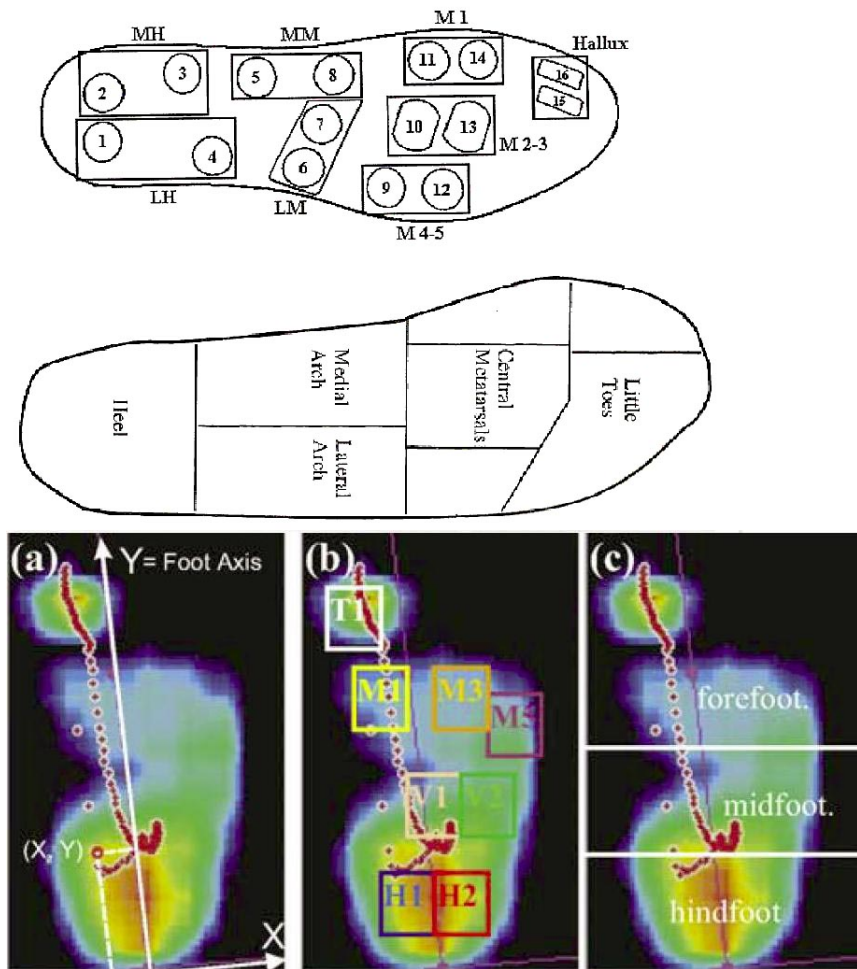 M 1
MH
MM
Hallux
3
5
8
11
14
16
2
15
7
10
13
1
M 2-3
4
6
9
12
LH
LM
M 4-5
Heel
Medial
Arch
Lateral
Arch
Central
Metatarsals
Little
Toes
(a)
Y= Foot Axis
(X, Y)
X
(b)
T1
M1
M3
M5
V1
V2
H1
H2
(c)
forefoot.
midfoot.
hindfoot